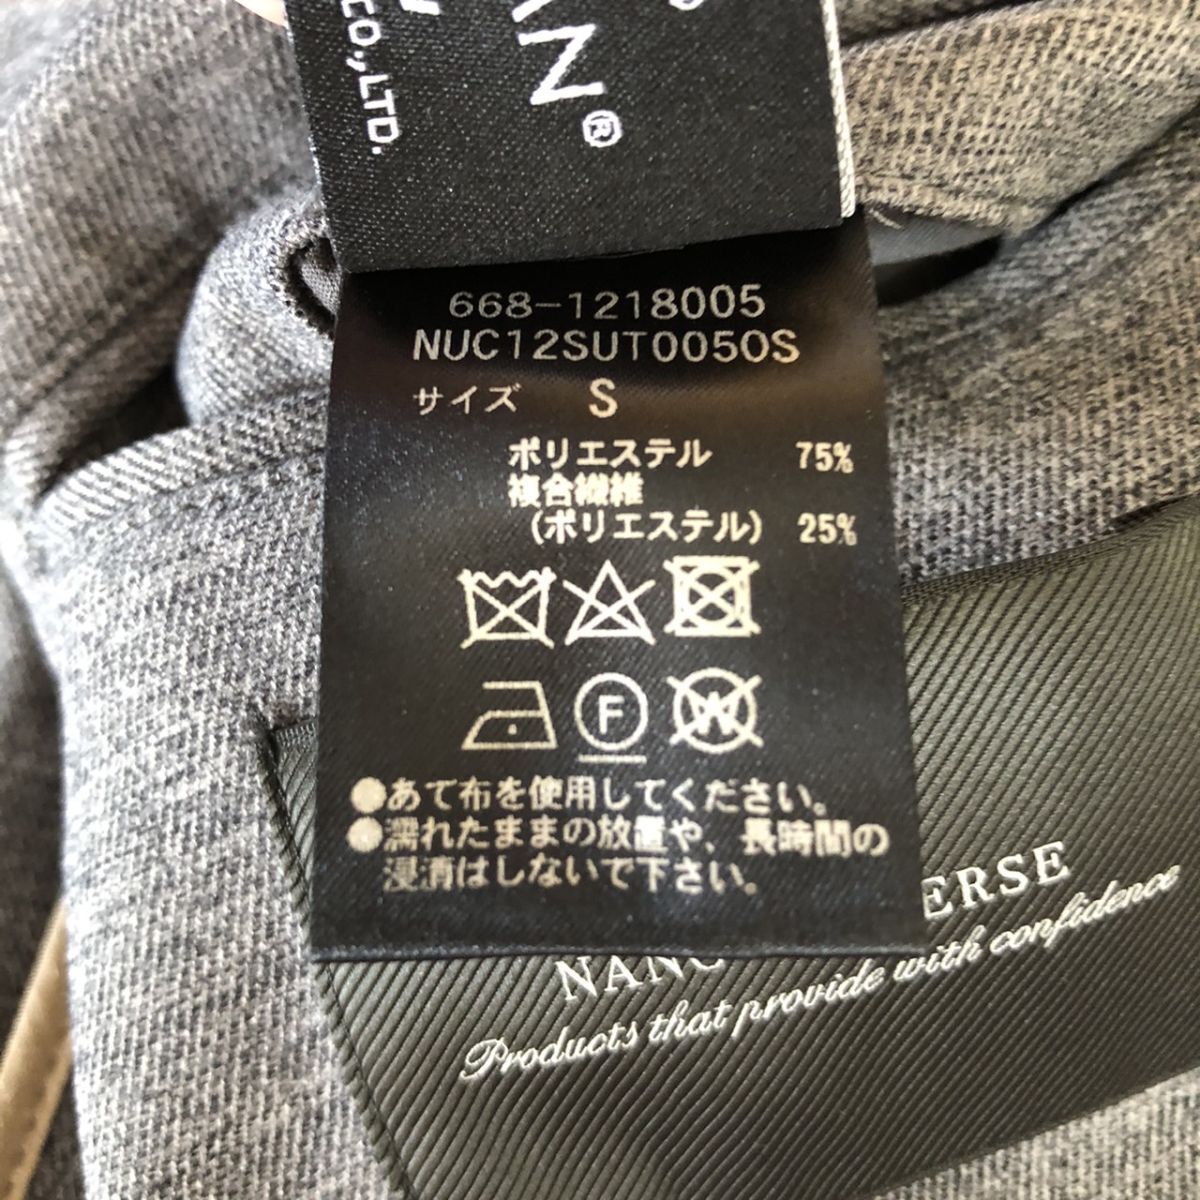 CO.,LTD.
AN®
668-1218005
NUC12SUT0050S
サイズ S
ポリエステル 75%
複合繊維
(ポリエステル) 25%
F
W
●あて布を使用してください。
●濡れたままの放置や、長時間の
浸漬はしないで下さい。
NANO ERSE
Products that provide with confidence